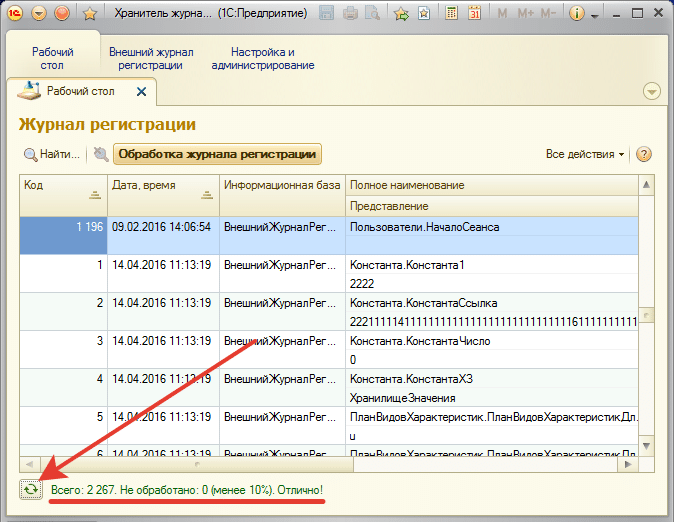 Хранитель журна... (1С:Предприятие)
M M+ M-
Рабочий стол
Внешний журнал регистрации
Настройка и администрирование
Рабочий стол
Журнал регистрации
Найти... Обработка журнала регистрации Все действия
Код Дата, время Информационная база Полное наименование
Представление
1 196 09.02.2016 14:06:54 ВнешнийЖурналРег... Пользователи.НачалоСеанса
1 14.04.2016 11:13:19 ВнешнийЖурналРег... Константа.Константа1
2222
2 14.04.2016 11:13:19 ВнешнийЖурналРег... Константа.КонстантаСсылка
3 14.04.2016 11:13:19 ВнешнийЖурналРег... Константа.КонстантаЧисло
0
4 14.04.2016 11:13:19 ВнешнийЖурналРег... Константа.КонстантаХЗ
ХранилищеЗначения
5 14.04.2016 11:13:19 ВнешнийЖурналРег... ПланВидовХарактеристик.ПланВидовХарактеристикДл
u
6 14.04.2016 11:13:19 ВнешнийЖурналРег... ПланВидовХарактеристик.ПланВидовХарактеристикДл
Всего: 2 267. Не обработано: 0 (менее 10%). Отлично!